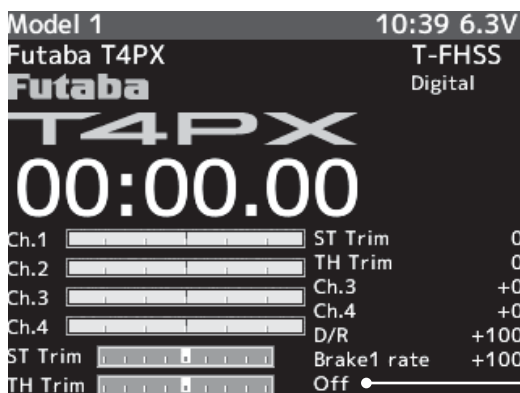 Model 1 10:39 6.3V
Futaba T4PX T-FHSS
Futaba Digital
T4PX
00:00.00
Ch.1 ST Trim 0
Ch.2 TH Trim 0
Ch.3 Ch.3 +0
Ch.4 Ch.4 +0
D/R +100
ST Trim Brake1 rate +100
TH Trim Off